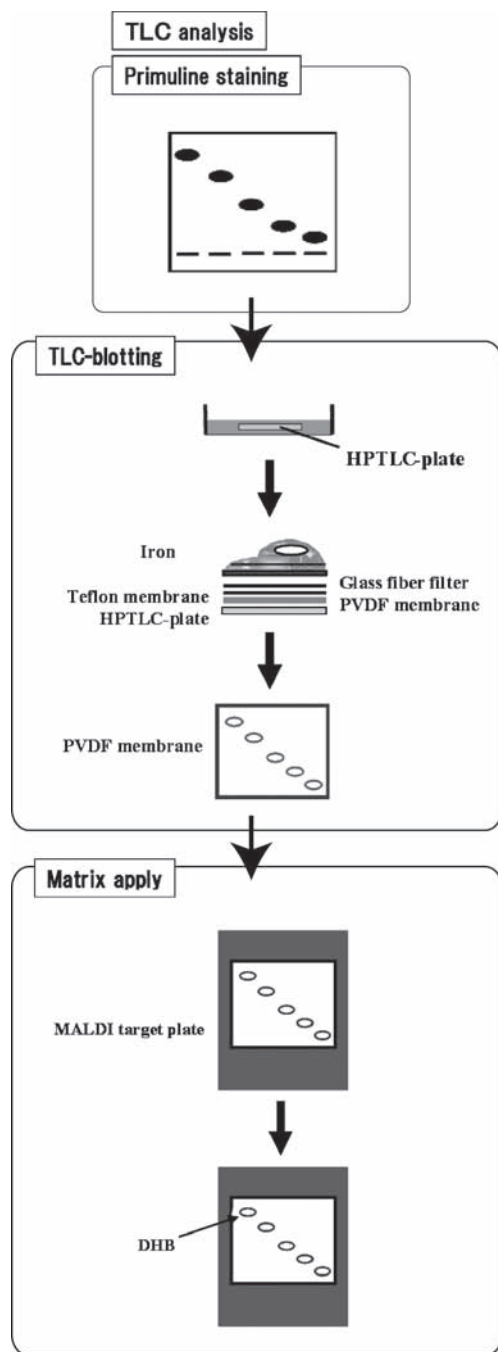 TLC analysis
Primuline staining
TLC-blotting
HPTLC-plate
Iron
Glass fiber filter
Teflon membrane
PVDF membrane
HPTLC-plate
PVDF membrane
Matrix apply
MALDI target plate
DHB